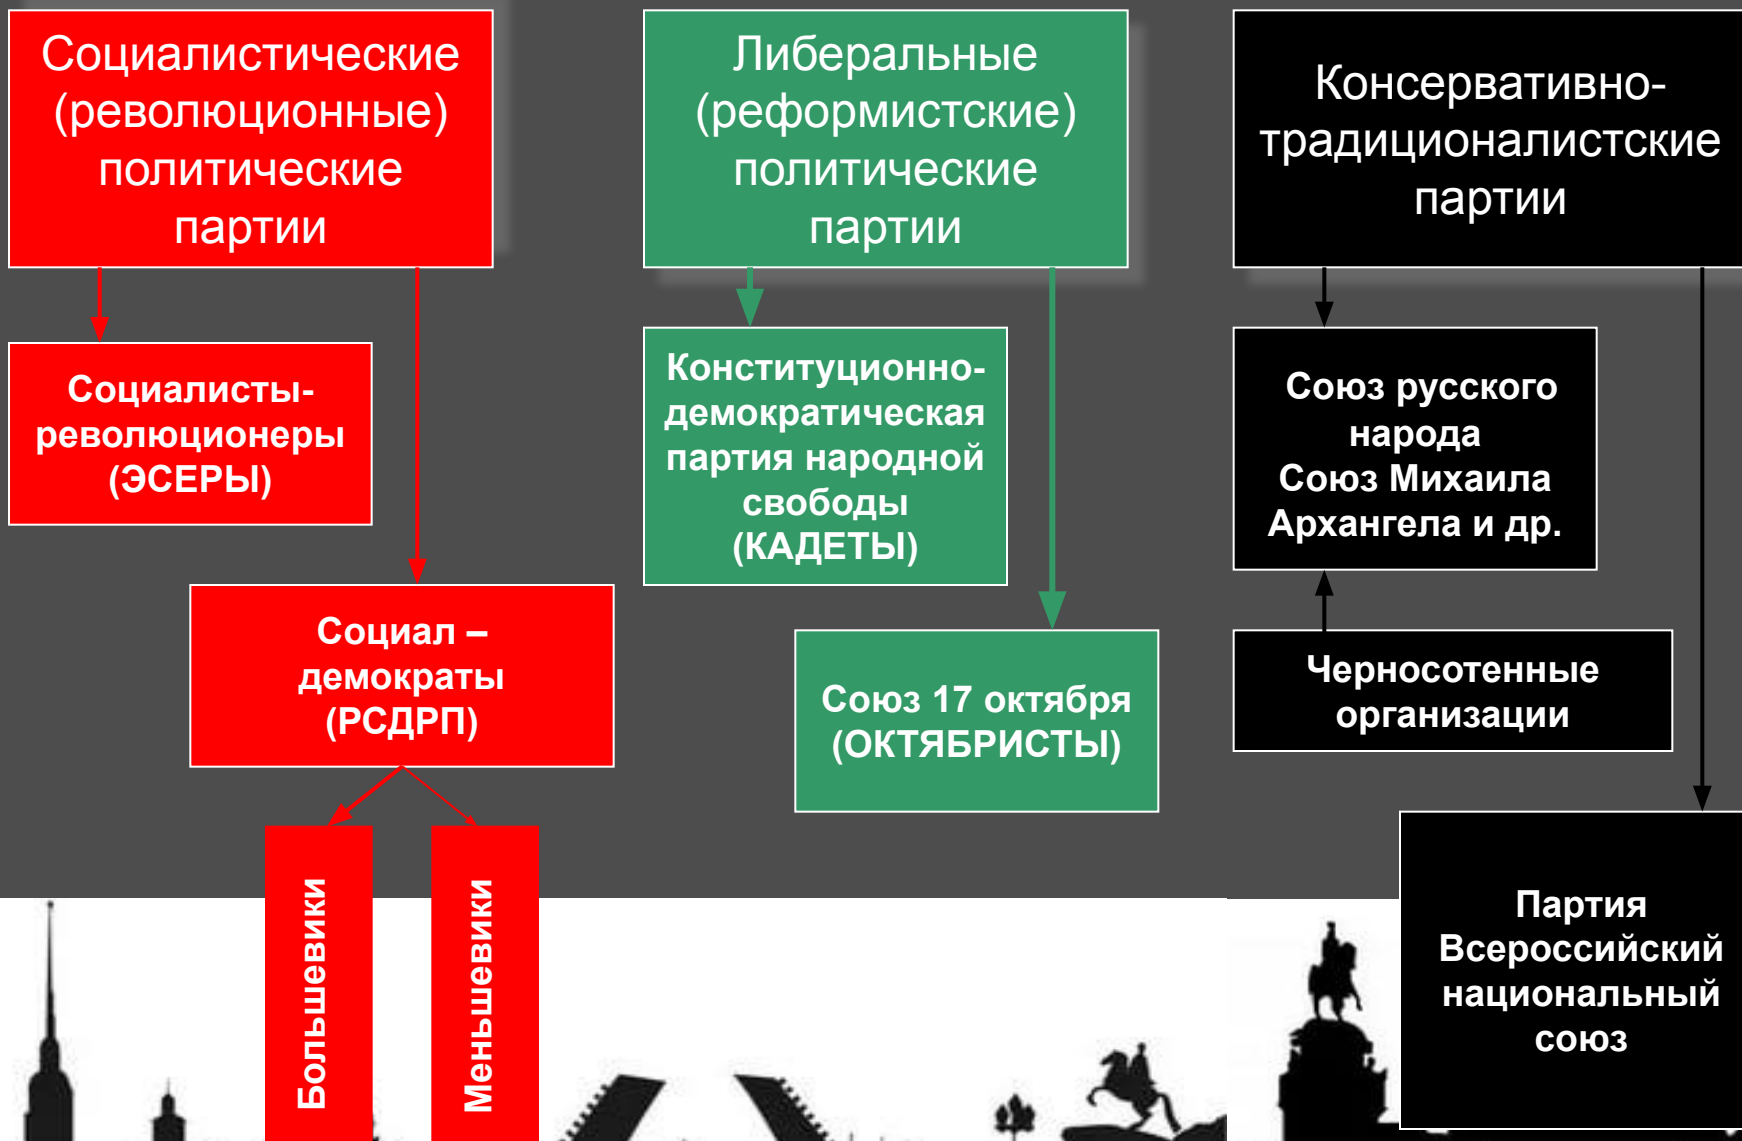 Социалистические
(революционные)
политические
партии
Либеральные
(реформистские)
политические
партии
Консервативно-
традиционалистские
партии
Социалисты-
революционеры
(ЭСЕРЫ)
Конституционно-
демократическая
партия народной
свободы
(КАДЕТЫ)
Союз русского
народа
Союз Михаила
Архангела и др.
Социал –
демократы
(РСДРП)
Союз 17 октября
(ОКТЯБРИСТЫ)
Черносотенные
организации
Большевики
Меньшевики
Партия
Всероссийский
национальный
союз